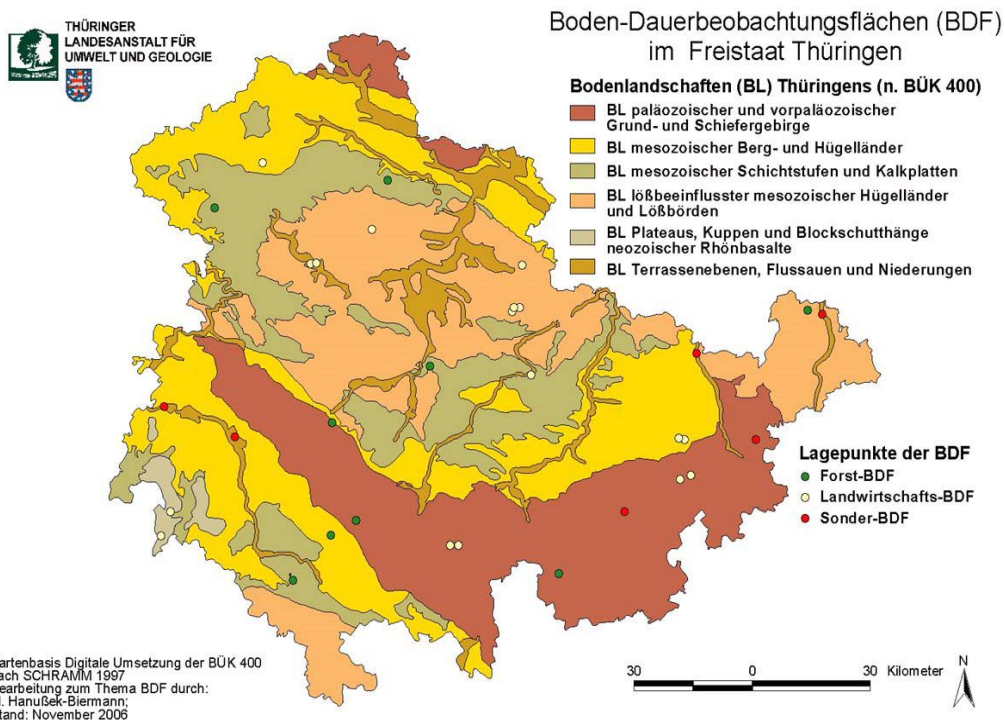 THÜRINGER
LANDESANSTALT FÜR
UMWELT UND GEOLOGIE
Boden-Dauerbeobachtungsflächen (BDF)
im Freistaat Thüringen
Bodenlandschaften (BL) Thüringens (n. BÜK 400)
BL paläozoischer und vorpaläozoischer
Grund- und Schiefergebirge
BL mesozoischer Berg- und Hügelländer
BL mesozoischer Schichtstufen und Kalkplatten
BL lößbeeinflusster mesozoischer Hügelländer
und Lößbörden
BL Plateaus, Kuppen und Blockschutthänge
neozoischer Rhönbasalte
BL Terrassenebenen, Flussauen und Niederungen
Lagepunkte der BDF
Forst-BDF
Landwirtschafts-BDF
Sonder-BDF
artenbasis Digitale Umsetzung der BÜK 400
ach SCHRAMM 1997
earbeitung zum Thema BDF durch:
. Hanußek-Biermann;
tand: November 2006
30 0 30 Kilometer
N